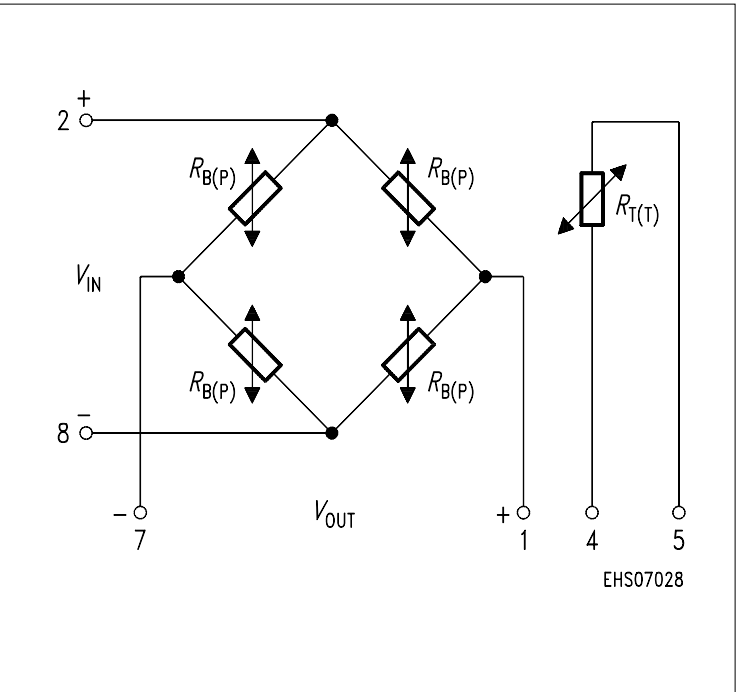 +
2
R_B(P) R_B(P)
R_T(T)
V_IN
R_B(P) R_B(P)
8 −
− V_OUT +
7 1 4 5
EHS07028